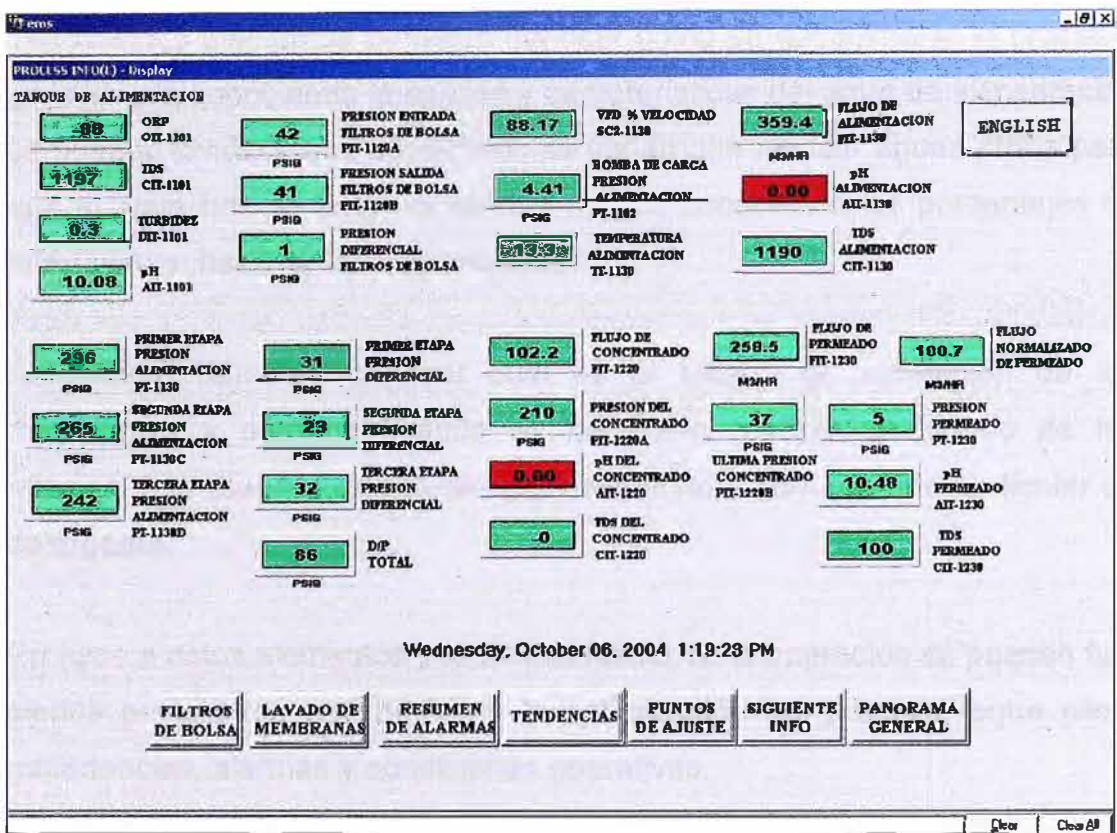 ems
PROCESS INFO(1) - Display
TANQUE DE ALIMENTACION
ORP
OIT-1101
1197
TDS
CIT-1101
0.3
TURBIDEZ
10.08
pH
AIT-1101
42
PSIG
PRESION ENTRADA
FILTROS DE BOLSA
PIT-1120A
41
PSIG
PRESION SALIDA
FILTROS DE BOLSA
PIT-1120B
1
PSIG
PRESION
DIFERENCIAL
FILTROS DE BOLSA
88.17
VFD % VELOCIDAD
4.41
PSIG
BOMBA DE CARGA
PRESION
ALIMENTACION
PT-1102
13.3
TEMPERATURA
ALIMENTACION
TT-1130
359.4
M3/HR
FLUJO DE
ALIMENTACION
FIT-1130
0.00
pH
ALIMENTACION
AIT-1130
1190
TDS
ALIMENTACION
CIT-1130
ENGLISH
296
PSIG
PRIMER ETAPA
PRESION
ALIMENTACION
PT-1130
265
PSIG
SEGUNDA ETAPA
PRESION
ALIMENTACION
PT-1130C
242
PSIG
TERCERA ETAPA
PRESION
ALIMENTACION
PT-1130D
31
PSIG
PRIMER ETAPA
PRESION
DIFERENCIAL
23
PSIG
SEGUNDA ETAPA
PRESION
DIFERENCIAL
32
PSIG
TERCERA ETAPA
PRESION
DIFERENCIAL
86
PSIG
D/P
TOTAL
102.2
FLUJO DE
CONCENTRADO
FIT-1220
210
PSIG
PRESION DEL
CONCENTRADO
PIT-1220A
0.00
pH DEL
CONCENTRADO
AIT-1220
0
TDS DEL
CONCENTRADO
CIT-1220
258.5
M3/HR
FLUJO DE
PERMEADO
FIT-1230
37
PSIG
ULTIMA PRESION
CONCENTRADO
PIT-1220B
M3/HR
FLUJO
NORMALIZADO
DE PERMEADO
5
PSIG
PRESION
PERMEADO
PT-1230
10.48
pH
PERMEADO
AIT-1230
100
TDS
PERMEADO
CIT-1230
Wednesday, October 06, 2004 1:19:23 PM
FILTROS
DE BOLSA
LAVADO DE
MEMBRANAS
RESUMEN
DE ALARMAS
TENDENCIAS
PUNTOS
DE AJUSTE
SIGUIENTE
INFO
PANORAMA
GENERAL
Clear
Clear All